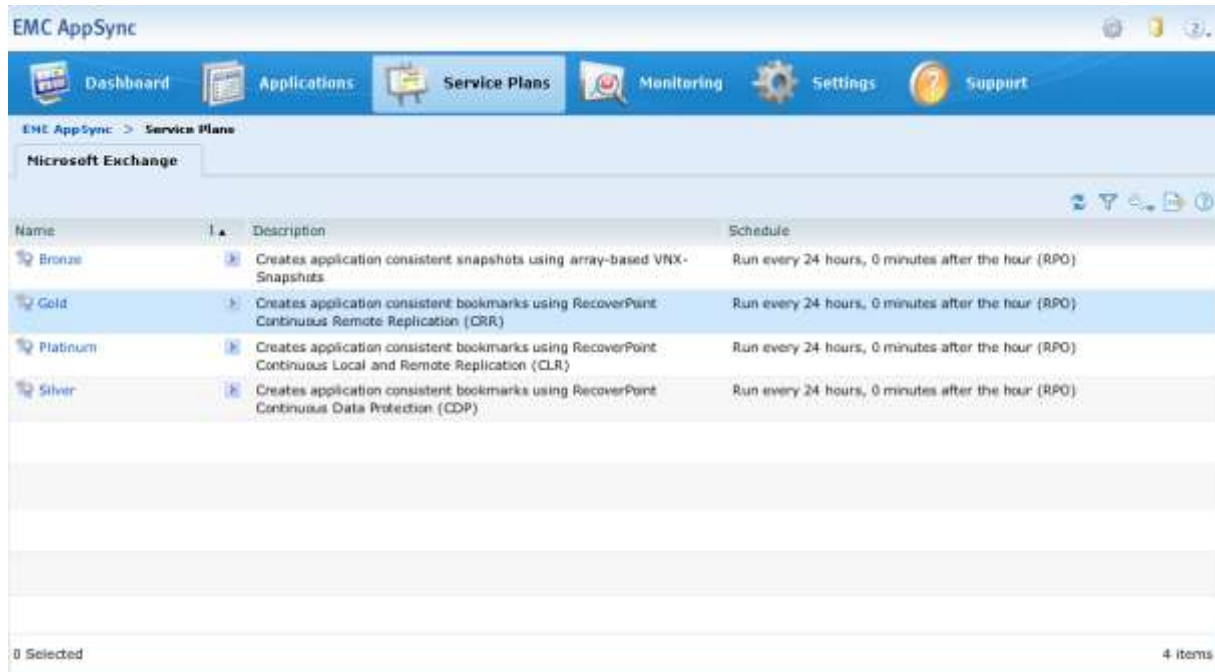 EMC AppSync
Dashboard Applications Service Plans Monitoring Settings Support
EMC AppSync > Service Plans
Microsoft Exchange
Name 1 Description Schedule
Bronze Creates application consistent snapshots using array-based VNX- Run every 24 hours, 0 minutes after the hour (RPO)
Snapshots
Gold Creates application consistent bookmarks using RecoverPoint Run every 24 hours, 0 minutes after the hour (RPO)
Continuous Remote Replication (CRR)
Platinum Creates application consistent bookmarks using RecoverPoint Run every 24 hours, 0 minutes after the hour (RPO)
Continuous Local and Remote Replication (CLR)
Silver Creates application consistent bookmarks using RecoverPoint Run every 24 hours, 0 minutes after the hour (RPO)
Continuous Data Protection (CDP)
0 Selected 4 items